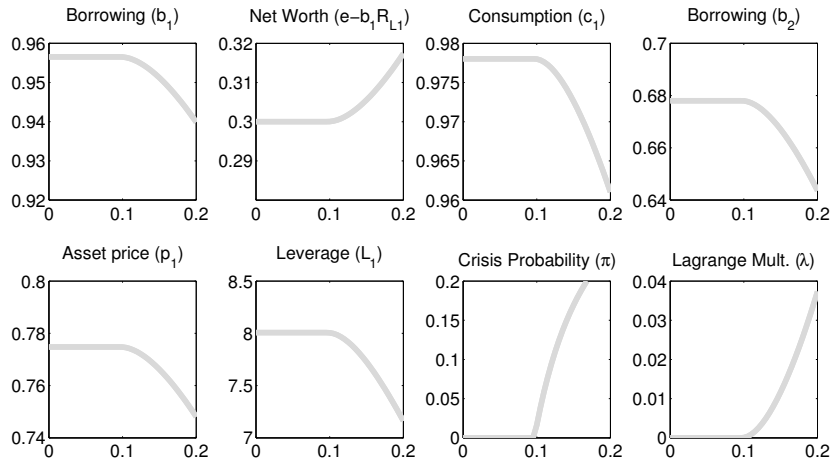 Borrowing (b1)
Net Worth (e−b1RL1)
Consumption (c1)
Borrowing (b2)
0.96
0.95
0.94
0.93
0.92
0 0.1 0.2
0.32
0.31
0.3
0.29
0 0.1 0.2
0.98
0.975
0.97
0.965
0.96
0 0.1 0.2
0.7
0.68
0.66
0.64
0 0.1 0.2
Asset price (p1)
Leverage (L1)
Crisis Probability (π)
Lagrange Mult. (λ)
0.8
0.78
0.76
0.74
0 0.1 0.2
8.5
8
7.5
7
0 0.1 0.2
0.2
0.15
0.1
0.05
0
0 0.1 0.2
0.04
0.03
0.02
0.01
0
0 0.1 0.2